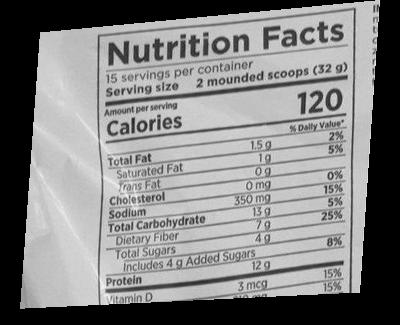 Nutrition Facts
15 servings per container
Serving size 2 mounded scoops (32 g)
Amount per serving
Calories 120
% Daily Value*
Total Fat 1.5 g 2%
Saturated Fat 1 g 5%
Trans Fat 0 g
Cholesterol 0 mg 0%
Sodium 350 mg 15%
Total Carbohydrate 13 g 5%
Dietary Fiber 7 g 25%
Total Sugars 4 g
Includes 4 g Added Sugars 8%
Protein 12 g 15%
Vitamin D 3 mcg 15%